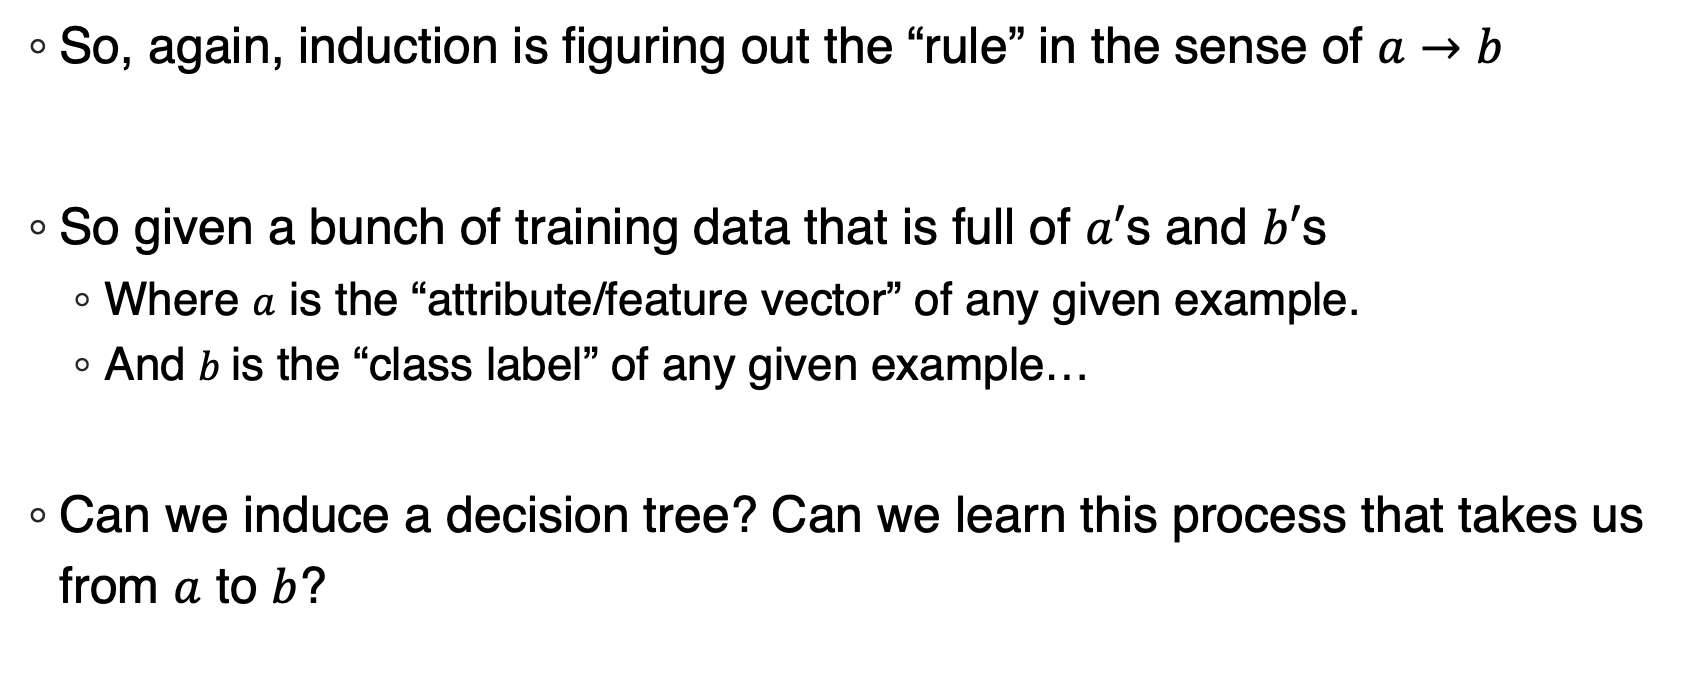 ◦ So, again, induction is figuring out the “rule” in the sense of a → b
◦ So given a bunch of training data that is full of a′s and b′s
◦ Where a is the “attribute/feature vector” of any given example.
◦ And b is the “class label” of any given example…
◦ Can we induce a decision tree? Can we learn this process that takes us
from a to b?